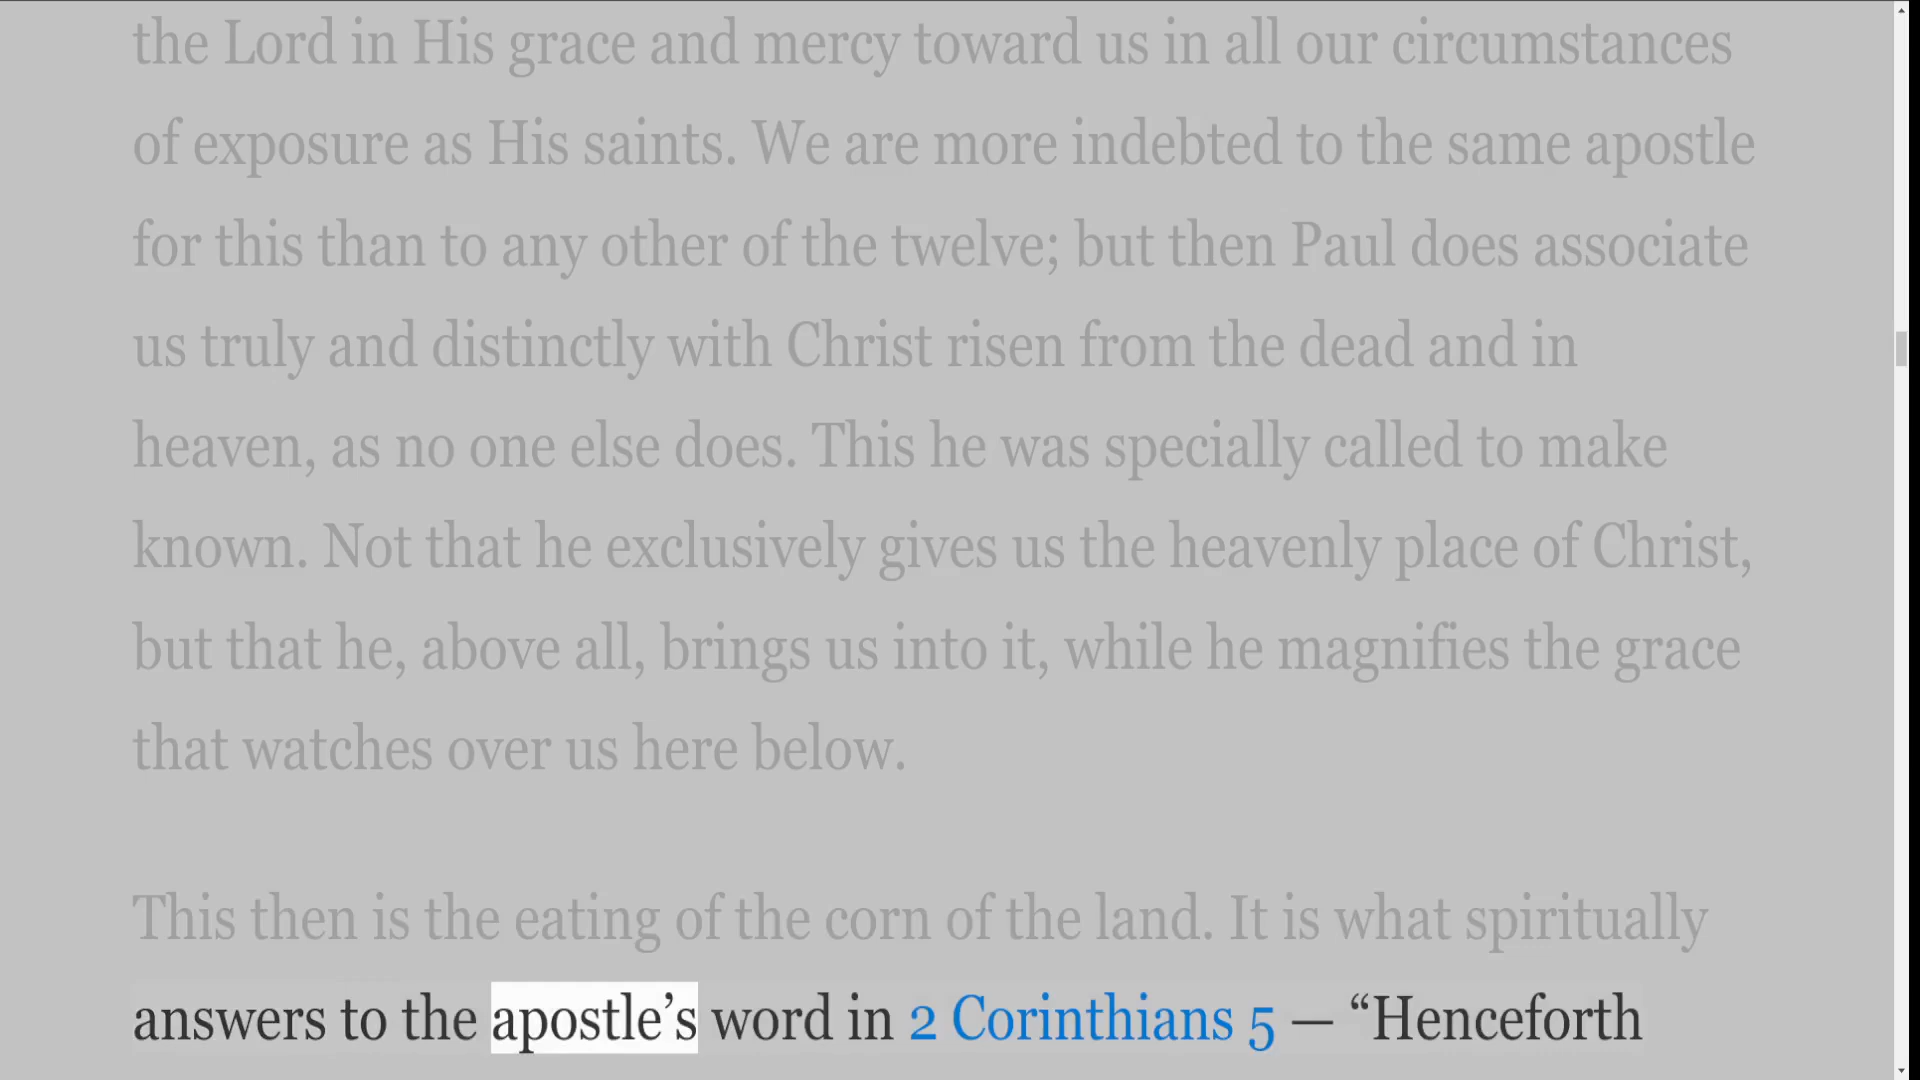 the Lord in His grace and mercy toward us in all our circumstances
of exposure as His saints. We are more indebted to the same apostle
for this than to any other of the twelve; but then Paul does associate
us truly and distinctly with Christ risen from the dead and in
heaven, as no one else does. This he was specially called to make
known. Not that he exclusively gives us the heavenly place of Christ,
but that he, above all, brings us into it, while he magnifies the grace
that watches over us here below.
This then is the eating of the corn of the land. It is what spiritually
answers to the apostle’s word in 2 Corinthians 5 — “Henceforth